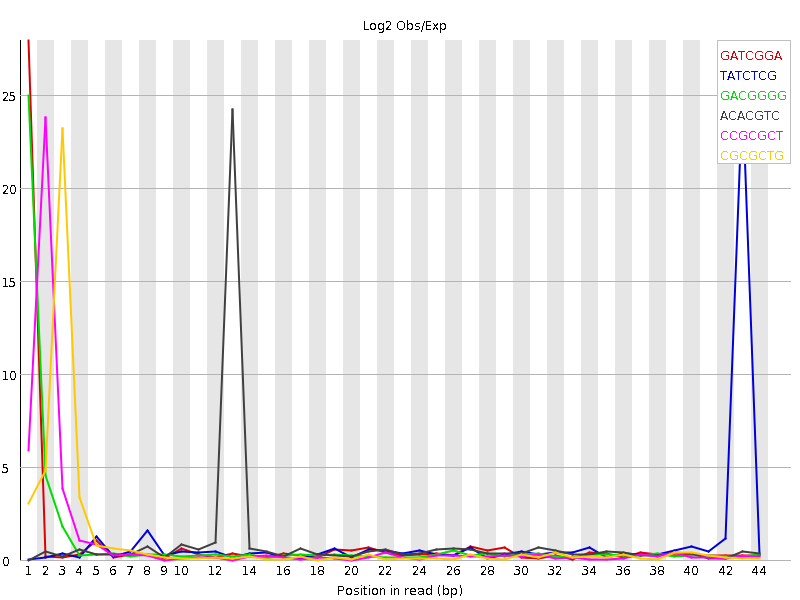 Log2 Obs/Exp
GATCGGA
TATCTCG
GACGGGG
ACACGTC
CCGCGCT
CGCGCTG
25
20
15
10
5
0
1 2 3 4 5 6 7 8 9 10 12 14 16 18 20 22 24 26 28 30 32 34 36 38 40 42 44
Position in read (bp)